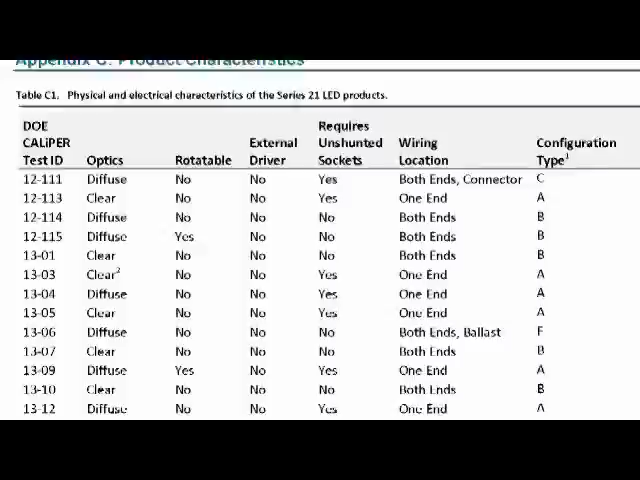 Appendix C: Product Characteristics
Table C1. Physical and electrical characteristics of the Series 21 LED products.
DOE CALiPER Test ID Optics Rotatable External Driver Requires Unshunted Sockets Wiring Location Configuration Type1
12-111 Diffuse No No Yes Both Ends, Connector C
12-113 Clear No No Yes One End A
12-114 Diffuse No No No Both Ends B
12-115 Diffuse Yes No No Both Ends B
13-01 Clear No No No Both Ends B
13-03 Clear2 No No Yes One End A
13-04 Diffuse No No Yes One End A
13-05 Clear No No Yes One End A
13-06 Diffuse No No No Both Ends, Ballast F
13-07 Clear No No No Both Ends B
13-09 Diffuse Yes No Yes One End A
13-10 Clear No No No Both Ends B
13-12 Diffuse No No Yes One End A